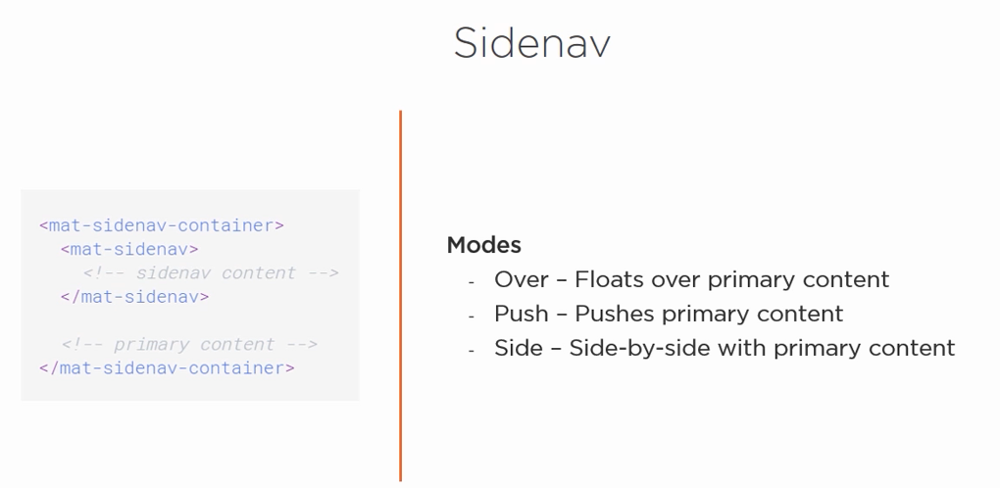 Sidenav
<mat-sidenav-container>
<mat-sidenav>
<!-- sidenav content -->
</mat-sidenav>
<!-- primary content -->
</mat-sidenav-container>
Modes
- Over – Floats over primary content
- Push – Pushes primary content
- Side – Side-by-side with primary content